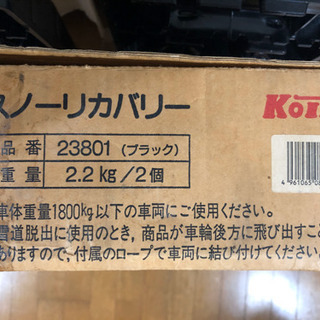 スノーリカバリー
品番 23801（ブラック）
重量 2.2kg/2個
Koi
4 961065 08
車体重量1800kg以下の車両にご使用ください。
雪道脱出に使用のとき，商品が車輪後方に飛び出す
ありますので，付属のロープで車両に結び付けてください